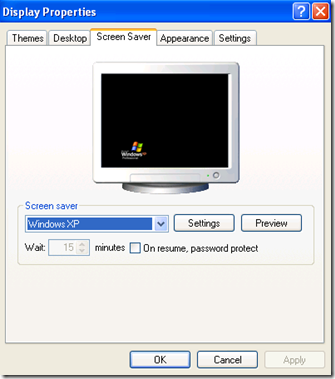 Display Properties
Themes Desktop Screen Saver Appearance Settings
Windows xp
Professional
Screen saver
Windows XP Settings Preview
Wait: 15 minutes On resume, password protect
OK Cancel Apply